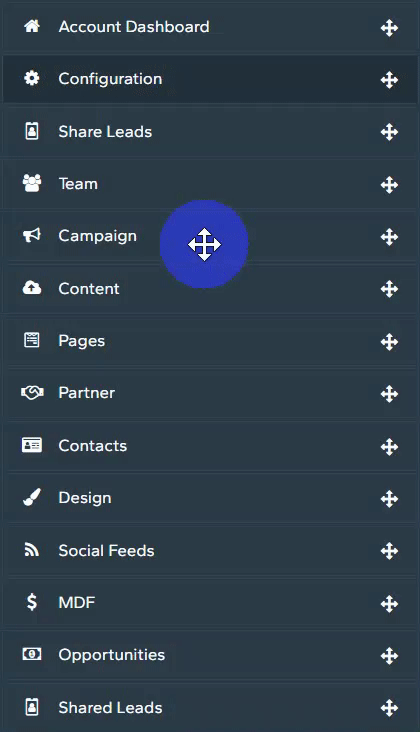 Account Dashboard
Configuration
Share Leads
Team
Campaign
Content
Pages
Partner
Contacts
Design
Social Feeds
MDF
Opportunities
Shared Leads